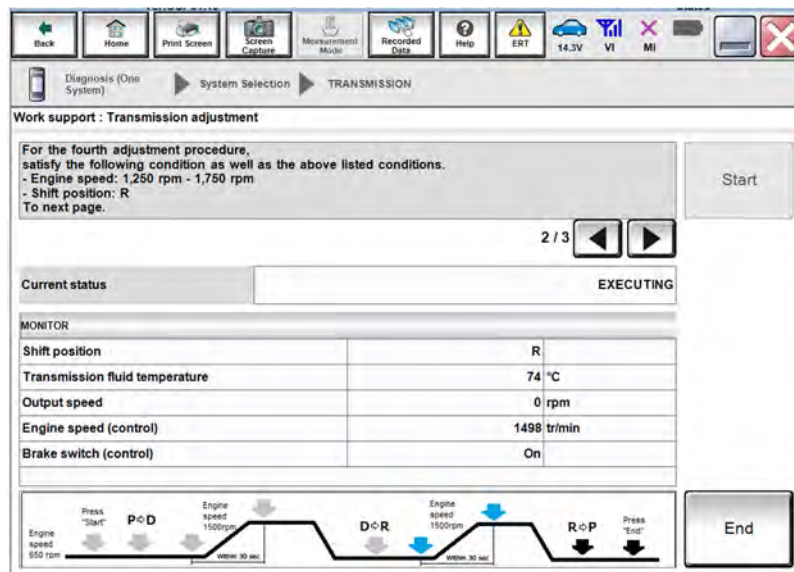 Back
Home
Print Screen
Screen
Capture
Measurement
Mode
Recorded
Data
Help
ERT
14.3V
VI
MI
Diagnosis (One
System)
System Selection
TRANSMISSION
Work support : Transmission adjustment
For the fourth adjustment procedure,
satisfy the following condition as well as the above listed conditions.
- Engine speed: 1,250 rpm - 1,750 rpm
- Shift position: R
To next page.
Start
2 / 3
Current status
EXECUTING
MONITOR
Shift position R
Transmission fluid temperature 74 °C
Output speed 0 rpm
Engine speed (control) 1498 tr/min
Brake switch (control) On
Engine
speed
650 rpm
Press
"Start"
P⇨D
Engine
speed
1500rpm
Within 30 sec
D⇨R
Engine
speed
1500rpm
Within 30 sec
R⇨P
Press
"End"
End